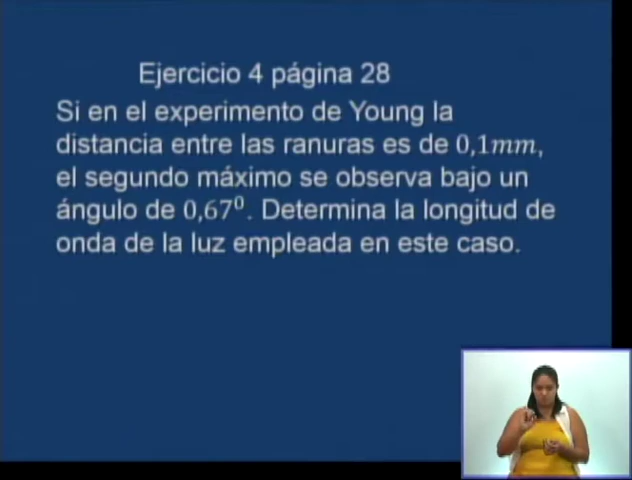 Ejercicio 4 página 28
Si en el experimento de Young la
distancia entre las ranuras es de 0,1mm,
el segundo máximo se observa bajo un
ángulo de 0,67⁰. Determina la longitud de
onda de la luz empleada en este caso.